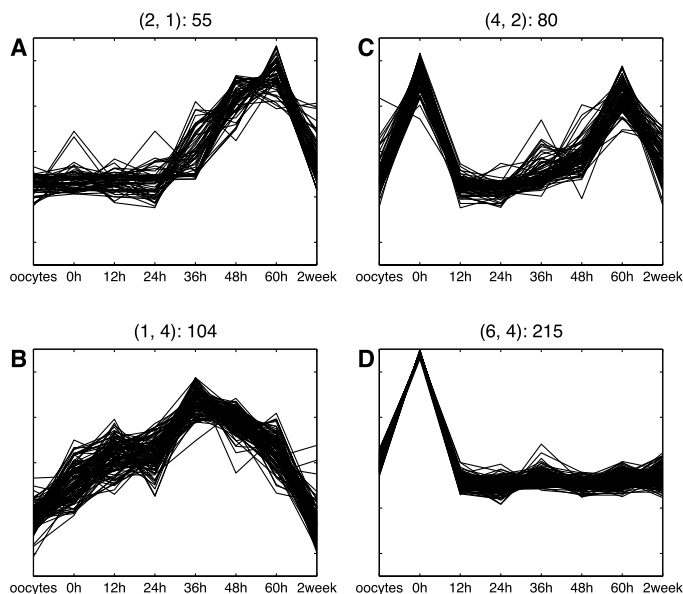 (2, 1): 55
A
oocytes 0h 12h 24h 36h 48h 60h 2week
(4, 2): 80
C
oocytes 0h 12h 24h 36h 48h 60h 2week
(1, 4): 104
B
oocytes 0h 12h 24h 36h 48h 60h 2week
(6, 4): 215
D
oocytes 0h 12h 24h 36h 48h 60h 2week